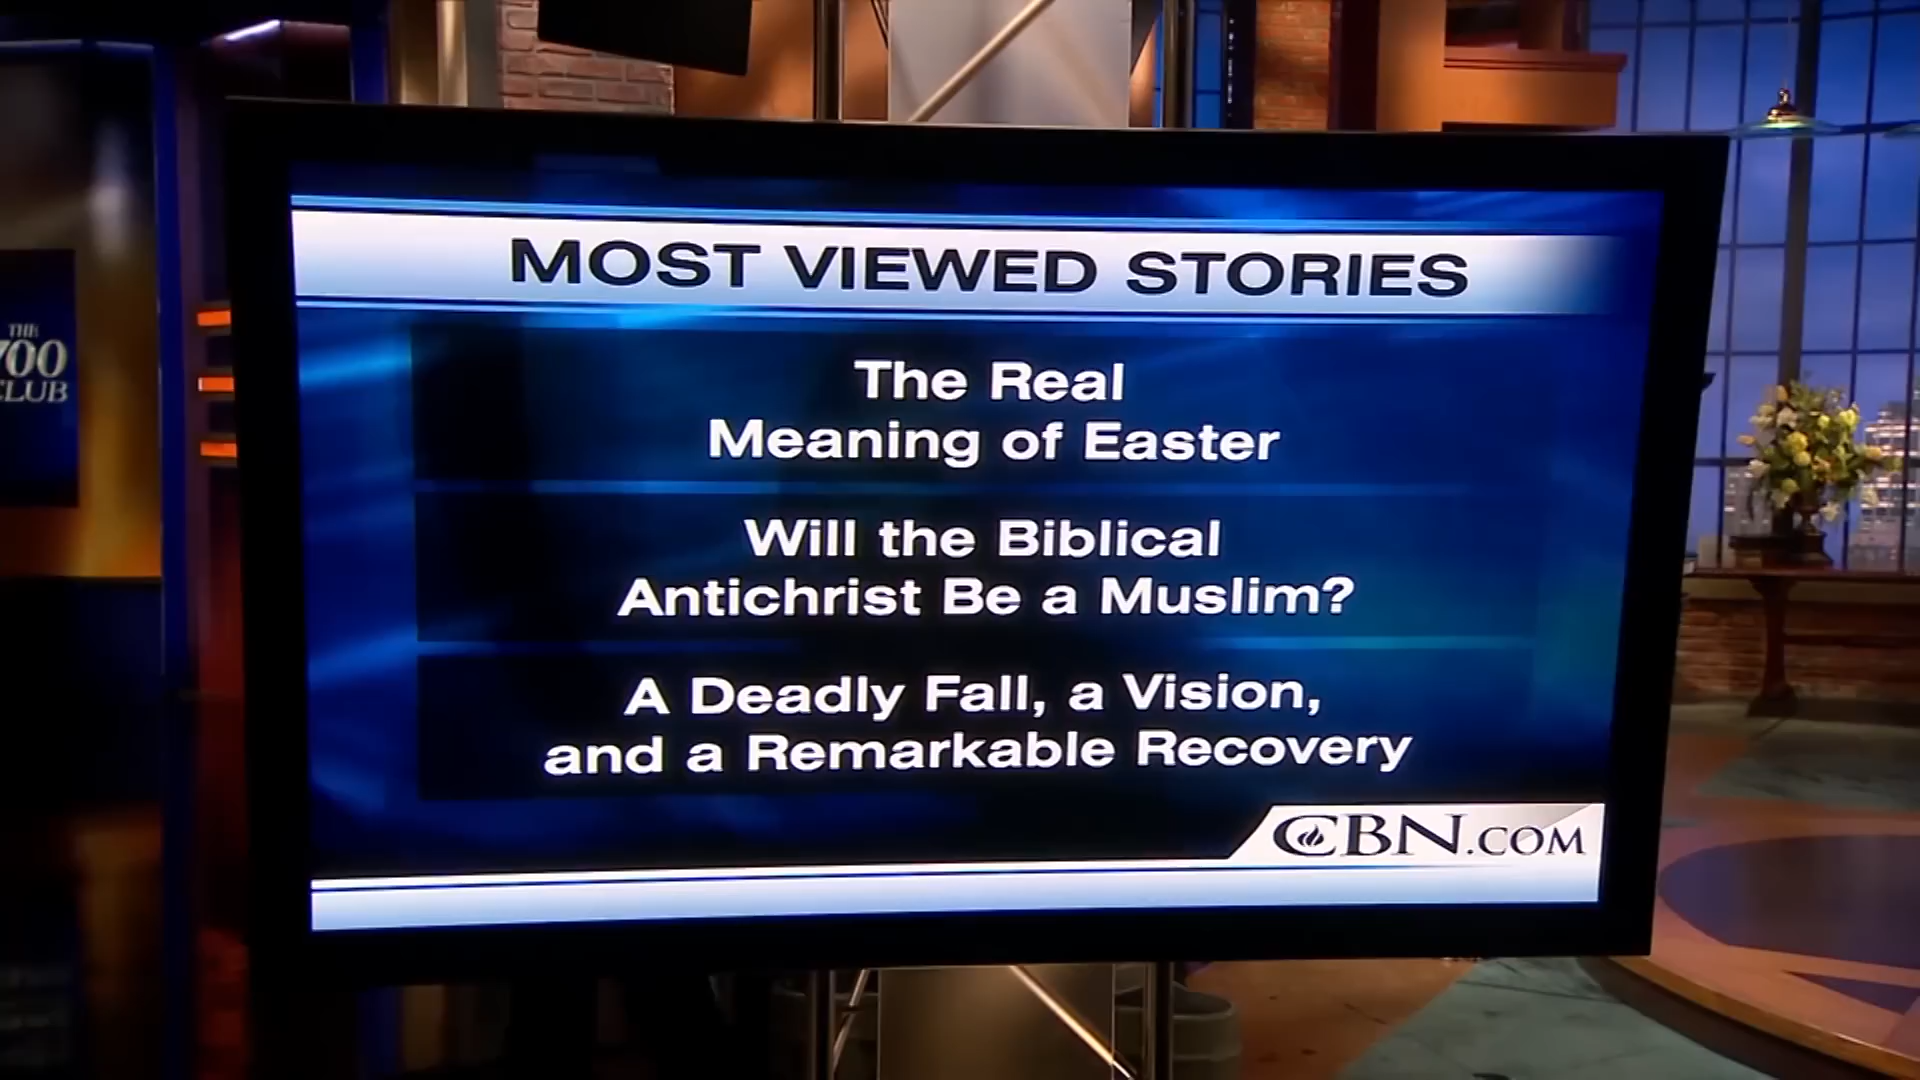 THE
700
CLUB
MOST VIEWED STORIES
The Real
Meaning of Easter
Will the Biblical
Antichrist Be a Muslim?
A Deadly Fall, a Vision,
and a Remarkable Recovery
CBN.COM